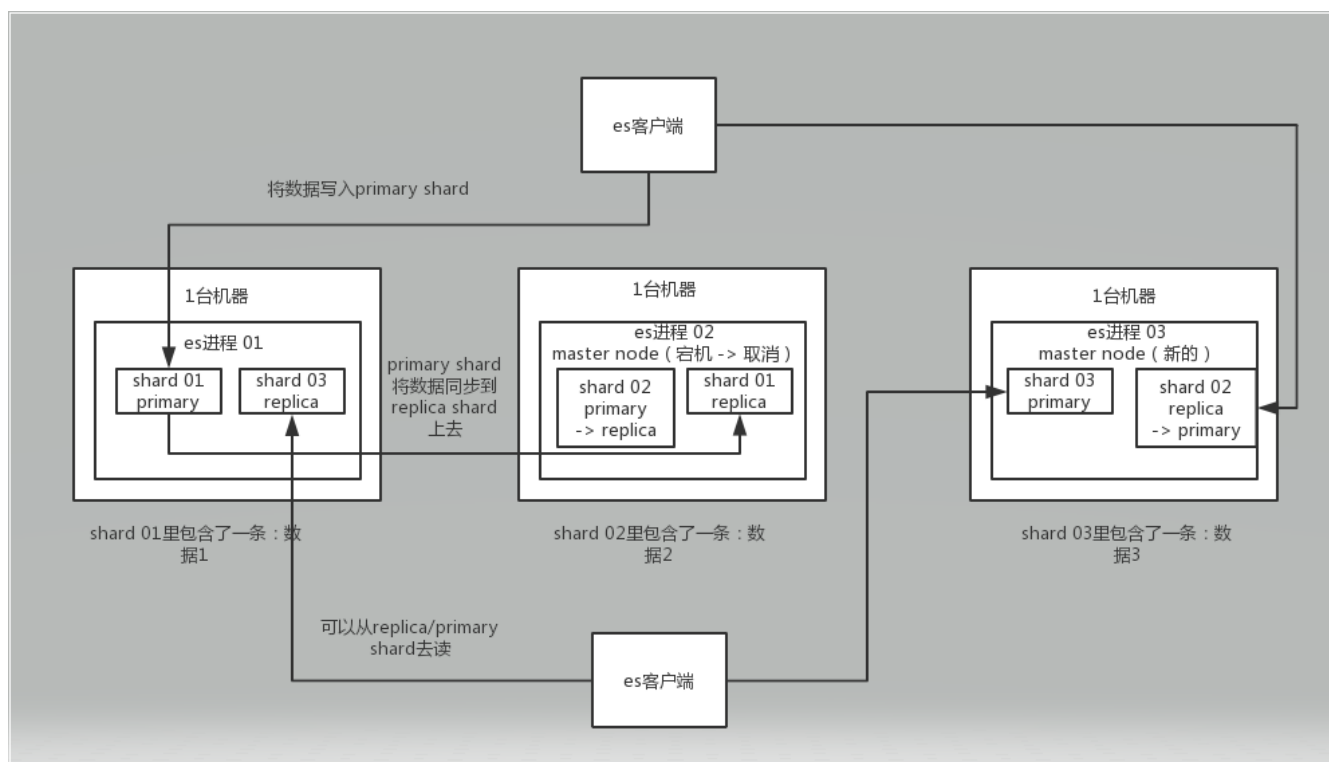 es客户端
将数据写入primary shard
1台机器
es进程 01
shard 01
primary
shard 03
replica
primary shard
将数据同步到
replica shard
上去
1台机器
es进程 02
master node（宕机 -> 取消）
shard 02
primary
-> replica
shard 01
replica
1台机器
es进程 03
master node（新的）
shard 03
primary
shard 02
replica
-> primary
shard 01里包含了一条：数
据1
shard 02里包含了一条：数
据2
shard 03里包含了一条：数
据3
可以从replica/primary
shard去读
es客户端